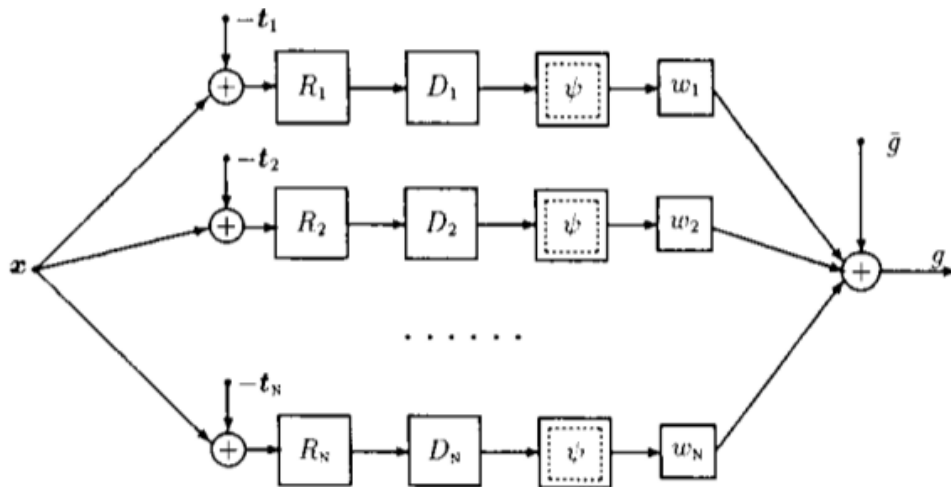 -t₁
+ R₁ D₁ ψ w₁
ḡ
-t₂
+ R₂ D₂ ψ w₂
x + g
. . . . . .
-t_N
+ R_N D_N ψ w_N